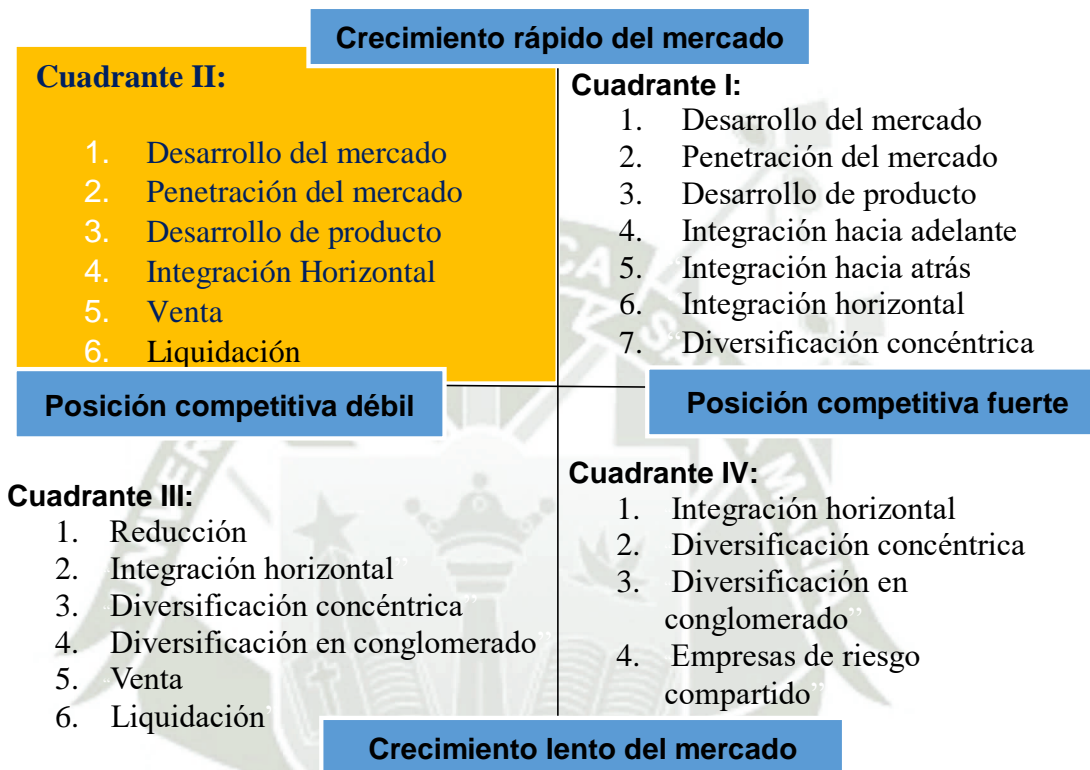 Crecimiento rápido del mercado
Cuadrante II:
1. Desarrollo del mercado
2. Penetración del mercado
3. Desarrollo de producto
4. Integración Horizontal
5. Venta
6. Liquidación
Cuadrante I:
1. Desarrollo del mercado
2. Penetración del mercado
3. Desarrollo de producto
4. Integración hacia adelante
5. Integración hacia atrás
6. Integración horizontal
7. Diversificación concéntrica
Posición competitiva débil
Posición competitiva fuerte
Cuadrante III:
1. Reducción
2. Integración horizontal
3. Diversificación concéntrica
4. Diversificación en conglomerado
5. Venta
6. Liquidación
Cuadrante IV:
1. Integración horizontal
2. Diversificación concéntrica
3. Diversificación en
conglomerado
4. Empresas de riesgo
compartido
Crecimiento lento del mercado